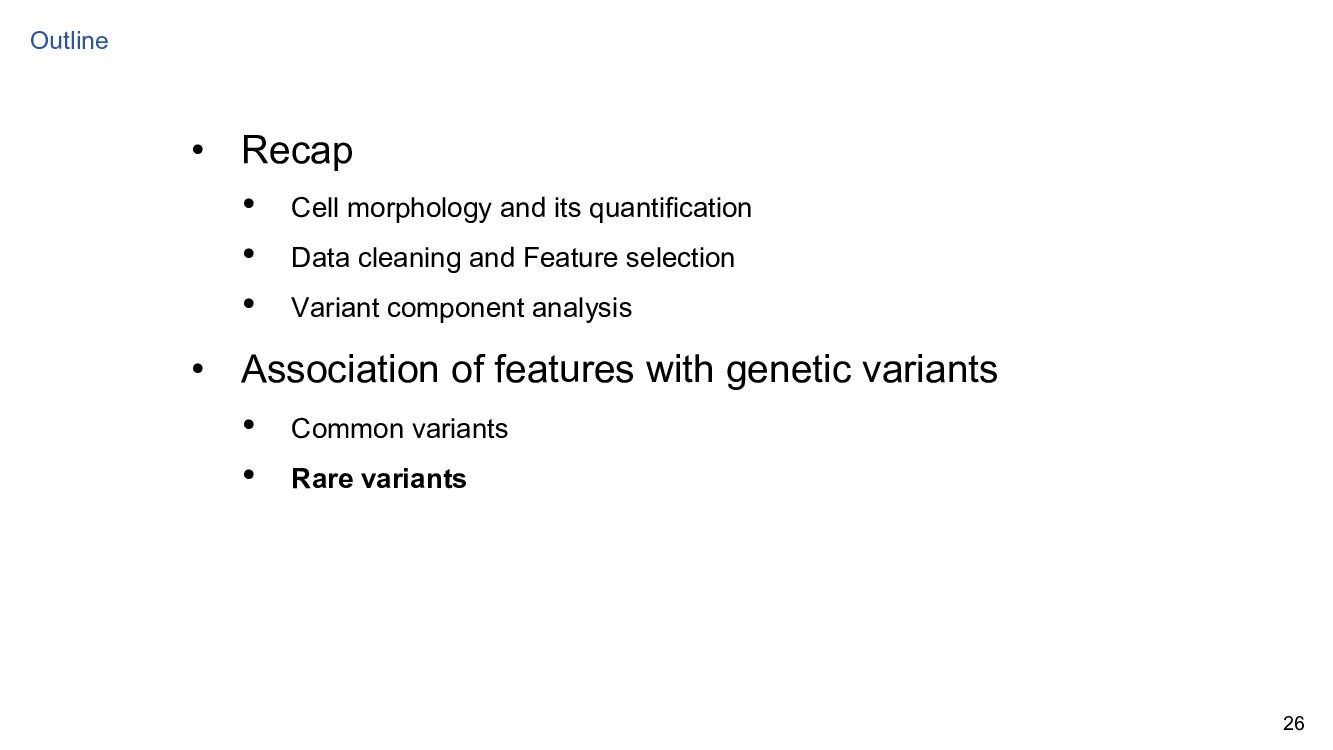 Outline
• Recap
• Cell morphology and its quantification
• Data cleaning and Feature selection
• Variant component analysis
• Association of features with genetic variants
• Common variants
• Rare variants
26